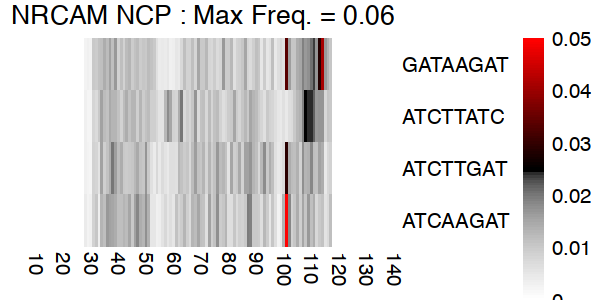 NRCAM NCP : Max Freq. = 0.06
GATAAGAT
ATCTTATC
ATCTTGAT
ATCAAGAT
0.05
0.04
0.03
0.02
0.01
0
10 20 30 40 50 60 70 80 90 100 110 120 130 140